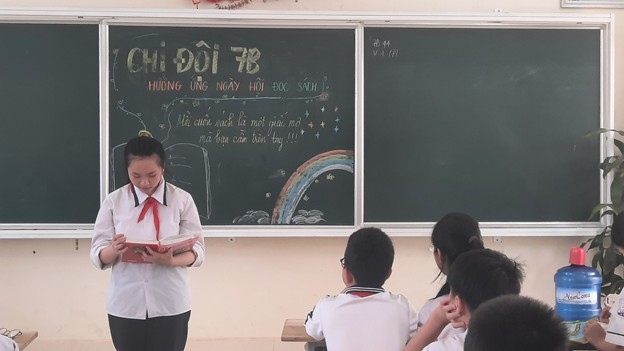 CHI ĐỘI 7B
HƯỞNG ỨNG NGÀY HỘI ĐỌC SÁCH
Mỗi cuốn sách là một giấc mơ
mà bạn cầm trên tay!!!